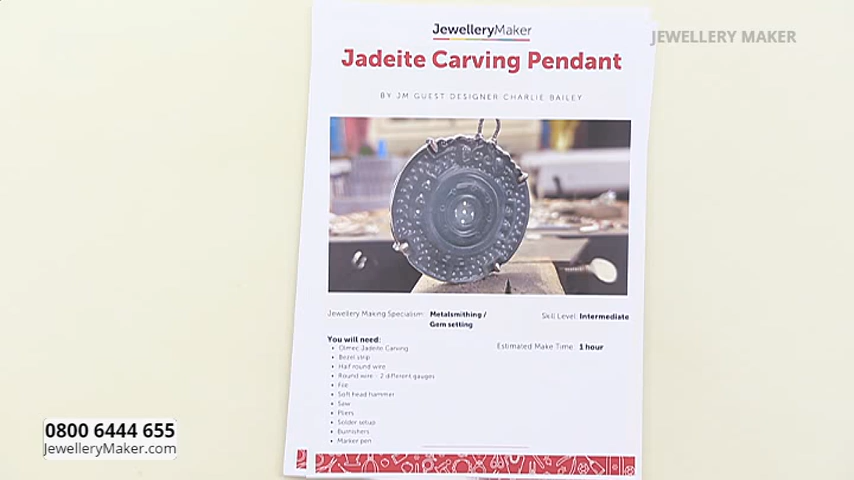 JewelleryMaker
JEWELLERY MAKER
Jadeite Carving Pendant
BY JM GUEST DESIGNER CHARLIE BAILEY
Jewellery Making Specialism: Metalsmithing /
Gem setting
Skill Level: Intermediate
You will need:
Estimated Make Time: 1 hour
• Olmec Jadeite Carving
• Bezel strip
• Half round wire
• Round wire - 2 different gauges
• File
• Soft head hammer
• Saw
• Pliers
• Solder setup
• Burnishers
• Marker pen
0800 6444 655
JewelleryMaker.com